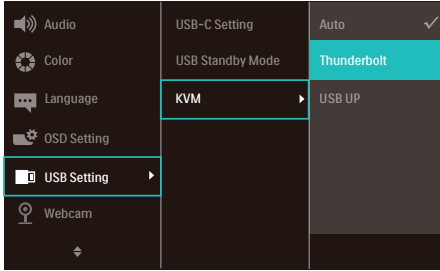 Audio
Color
Language
OSD Setting
USB Setting
Webcam
USB-C Setting
USB Standby Mode
KVM
Auto
Thunderbolt
USB UP